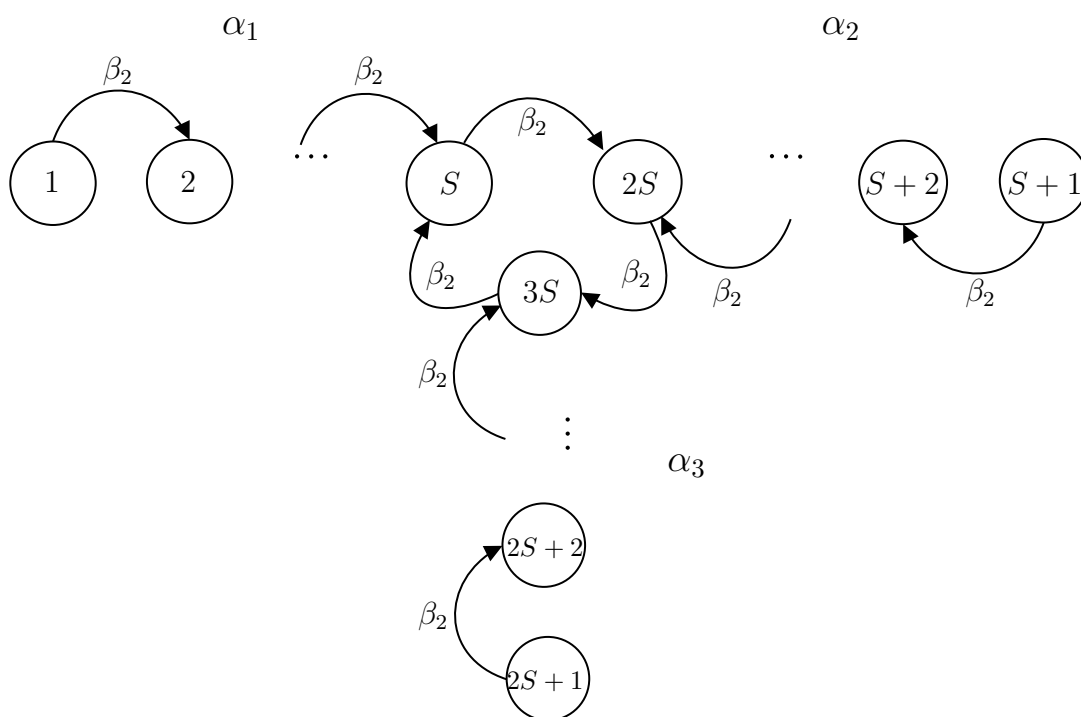 α₁ α₂
β₂ β₂ β₂
1 2 ... S 2S ... S + 2 S + 1
β₂ 3S β₂ β₂ β₂
β₂
⋮
α₃
2S + 2
β₂
2S + 1